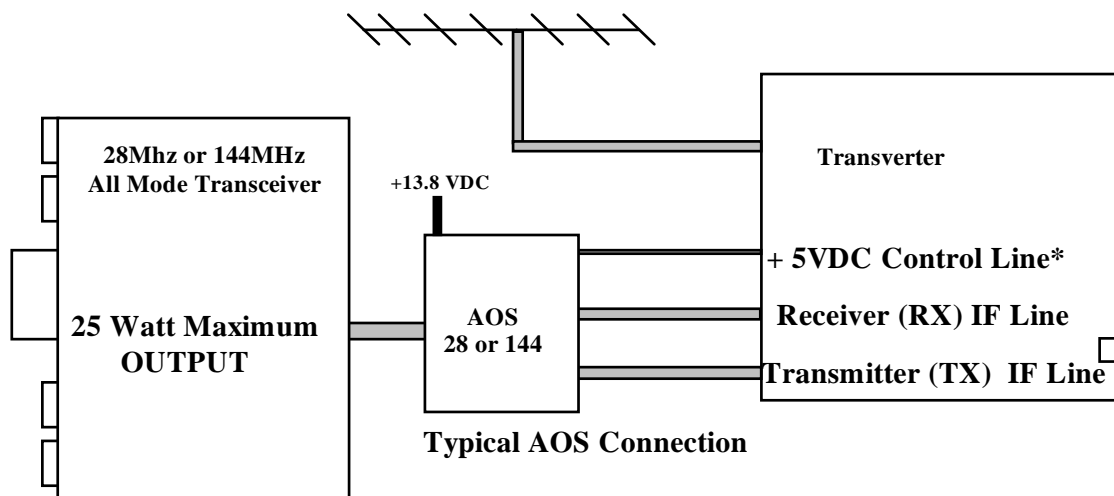 28Mhz or 144MHz
All Mode Transceiver
+13.8 VDC
Transverter
+ 5VDC Control Line*
25 Watt Maximum
OUTPUT
AOS
28 or 144
Receiver (RX) IF Line
Transmitter (TX) IF Line
Typical AOS Connection